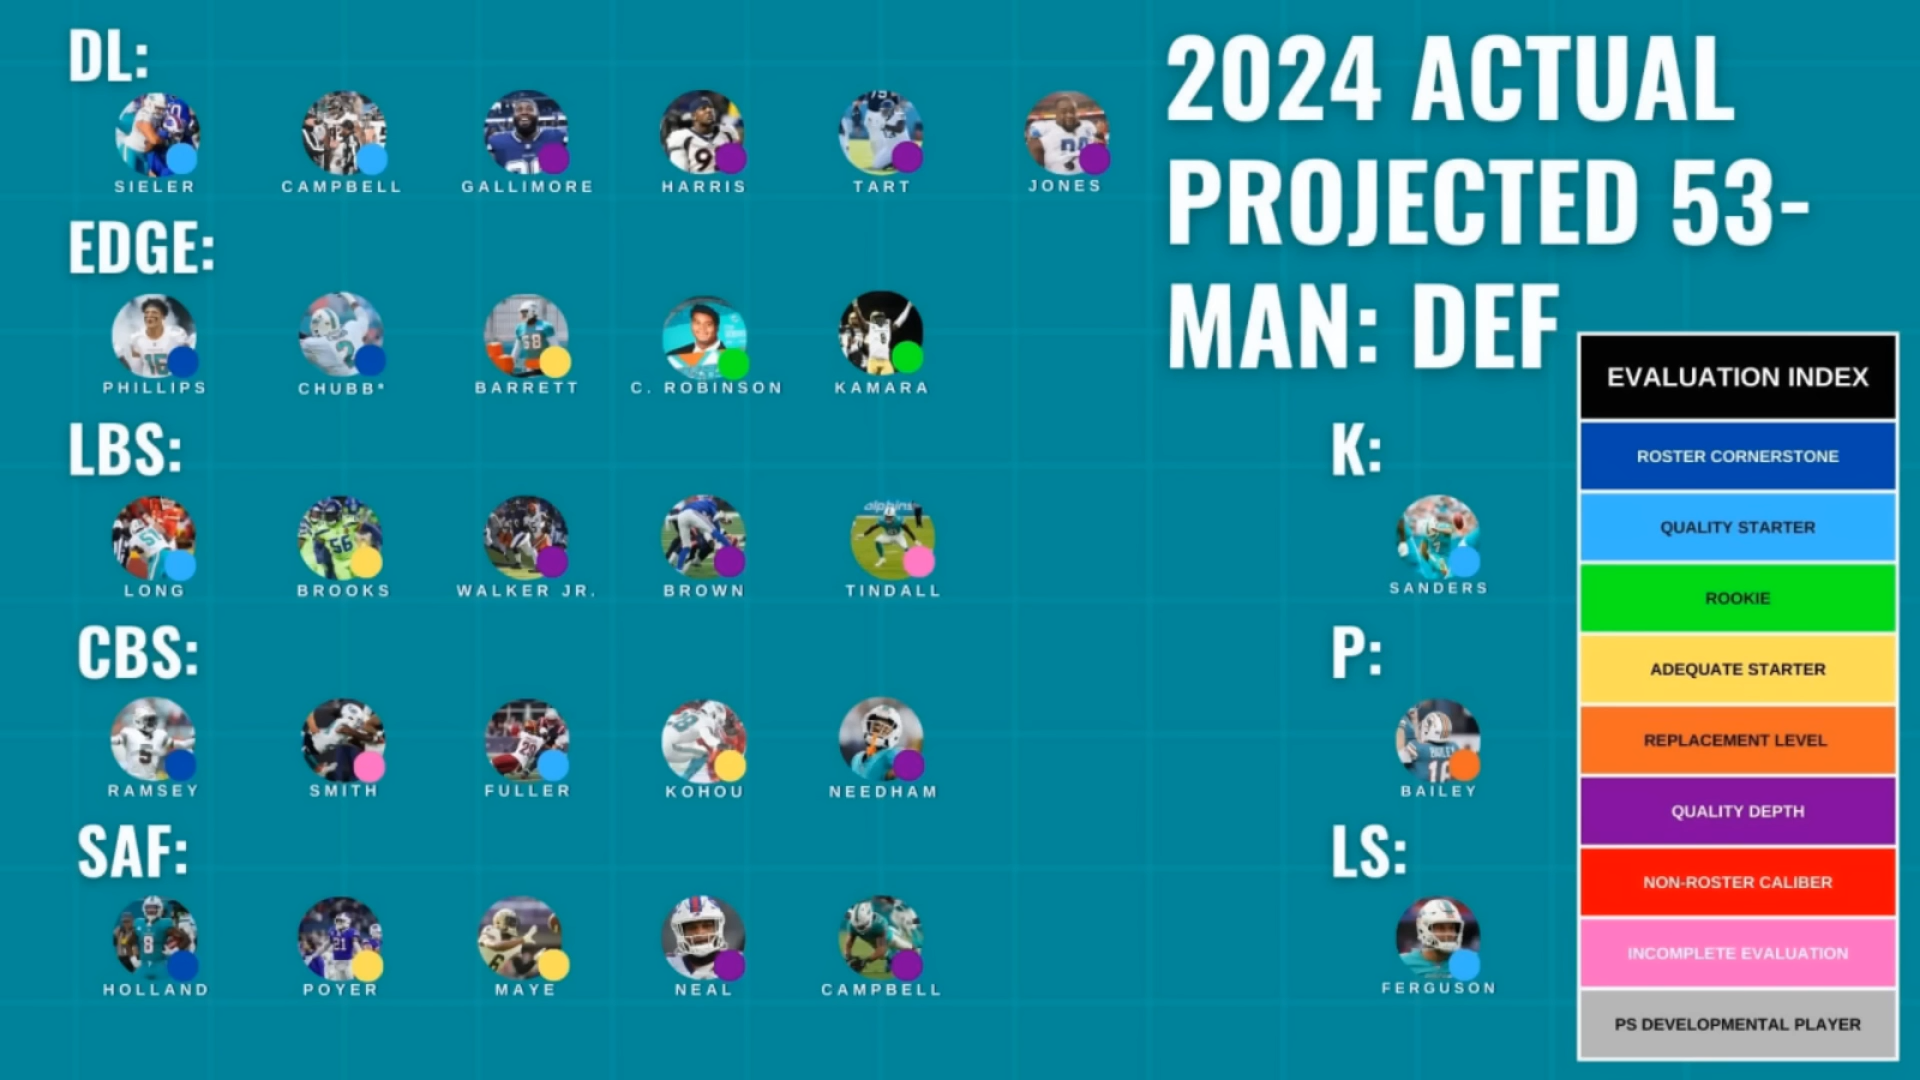 DL:
SIELER
CAMPBELL
GALLIMORE
HARRIS
TART
JONES
2024 ACTUAL
PROJECTED 53-
MAN: DEF
EDGE:
PHILLIPS
CHUBB*
BARRETT
C. ROBINSON
KAMARA
LBS:
LONG
BROOKS
WALKER JR.
BROWN
TINDALL
CBS:
RAMSEY
SMITH
FULLER
KOHOU
NEEDHAM
SAF:
HOLLAND
POYER
MAYE
NEAL
CAMPBELL
K:
SANDERS
P:
BAILEY
LS:
FERGUSON
EVALUATION INDEX
ROSTER CORNERSTONE
QUALITY STARTER
ROOKIE
ADEQUATE STARTER
REPLACEMENT LEVEL
QUALITY DEPTH
NON-ROSTER CALIBER
INCOMPLETE EVALUATION
PS DEVELOPMENTAL PLAYER